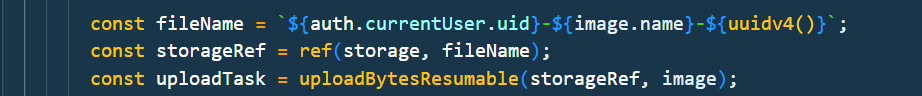 const fileName = `${auth.currentUser.uid}-${image.name}-${uuidv4()}`;
const storageRef = ref(storage, fileName);
const uploadTask = uploadBytesResumable(storageRef, image);